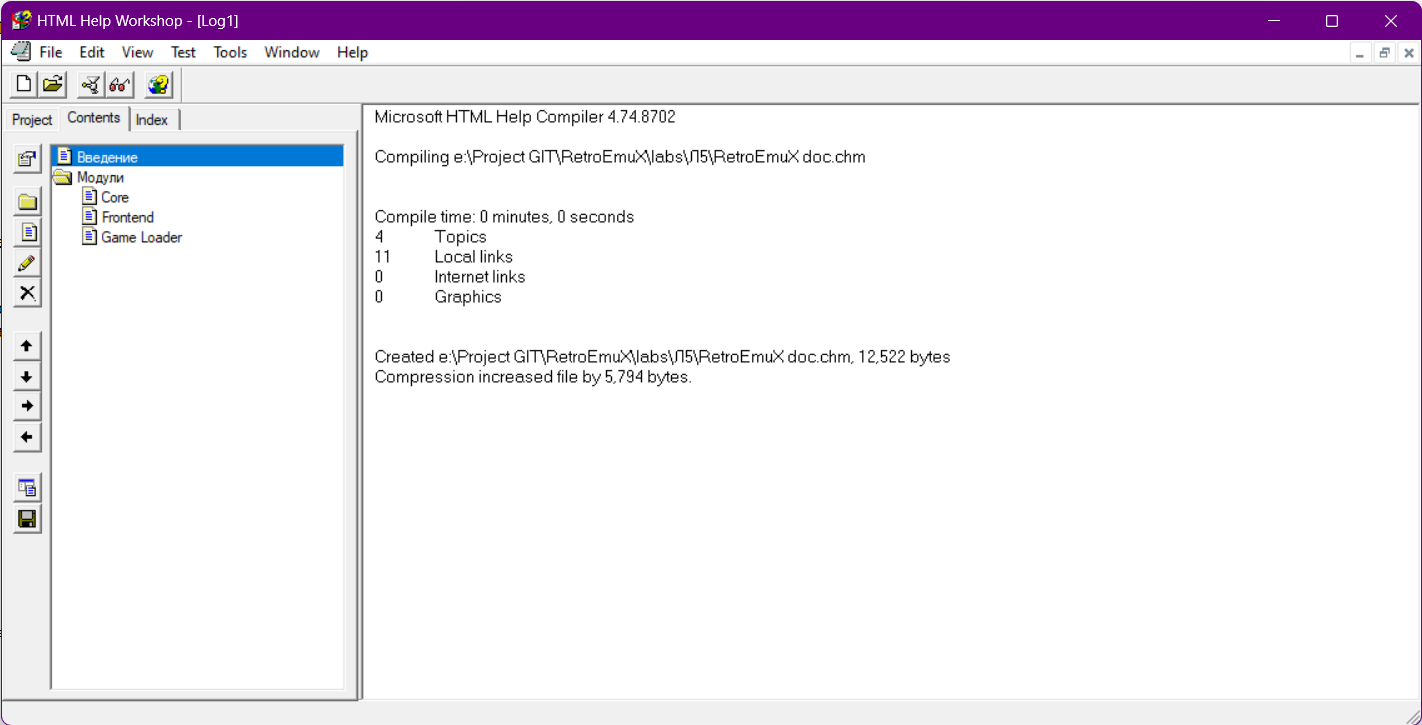 HTML Help Workshop - [Log1]
File Edit View Test Tools Window Help
Project Contents Index
Введение
Модули
Core
Frontend
Game Loader
Microsoft HTML Help Compiler 4.74.8702
Compiling e:\Project GIT\RetroEmuX\labs\Л5\RetroEmuX doc.chm
Compile time: 0 minutes, 0 seconds
4 Topics
11 Local links
0 Internet links
0 Graphics
Created e:\Project GIT\RetroEmuX\labs\Л5\RetroEmuX doc.chm, 12,522 bytes
Compression increased file by 5,794 bytes.